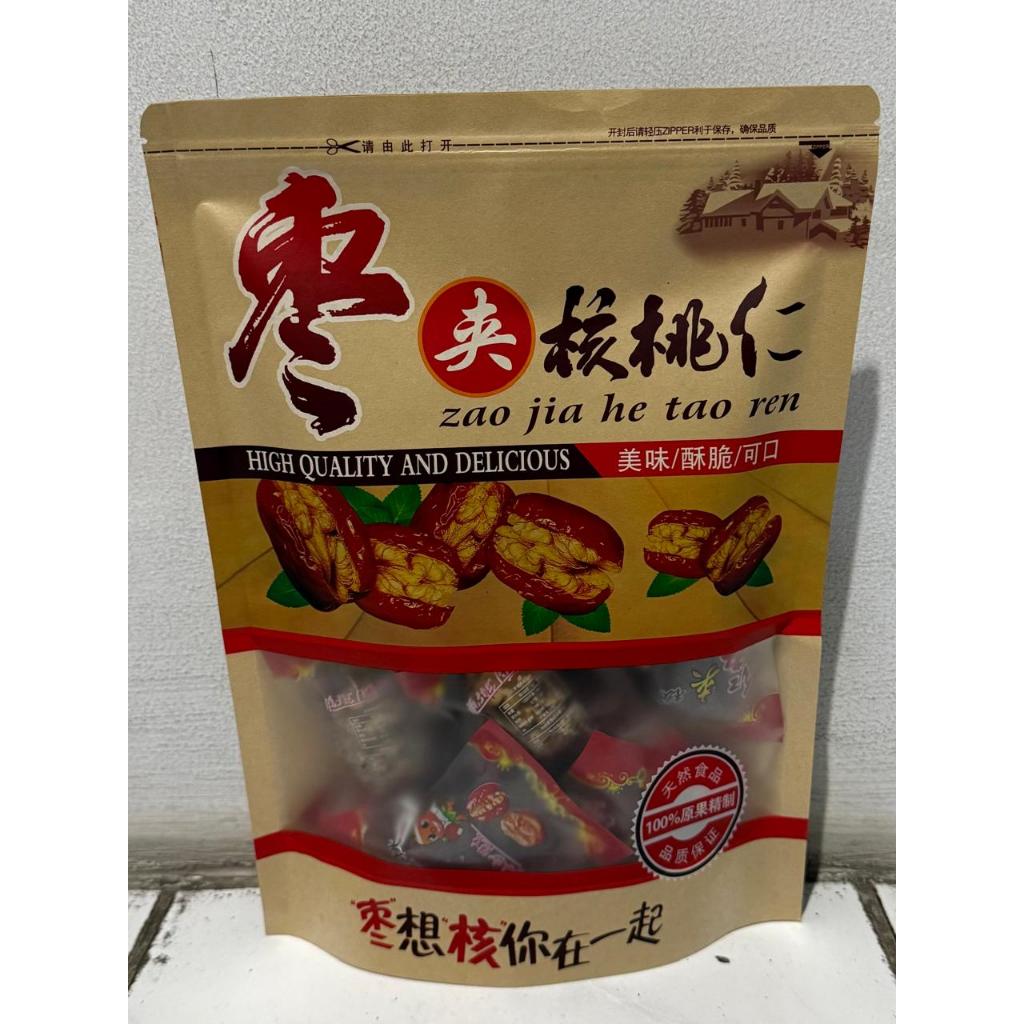 开封后请轻压ZIPPER利于保存，确保品质
请由此打开
ZIPPER
枣夹核桃仁
zao jia he tao ren
HIGH QUALITY AND DELICIOUS
美味/酥脆/可口
天然食品
100%原果精制
品质保证
"枣"想"核"你在一起